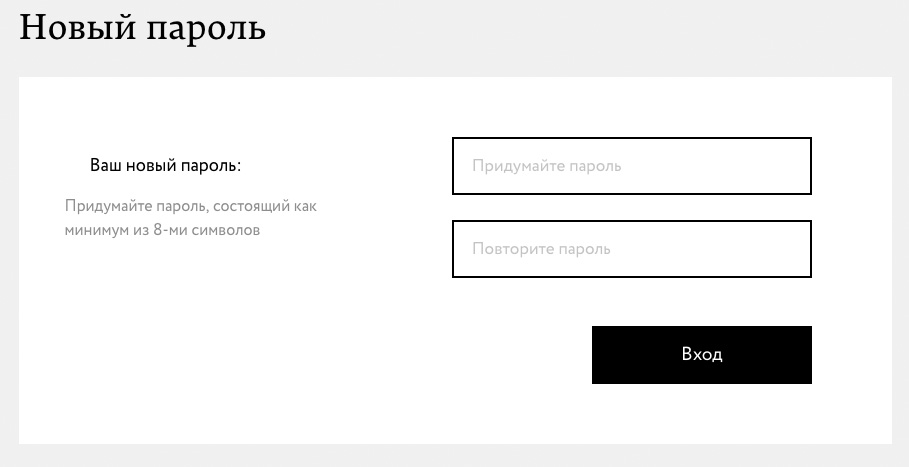 Новый пароль
Ваш новый пароль:
Придумайте пароль, состоящий как
минимум из 8-ми символов
Придумайте пароль
Повторите пароль
Вход